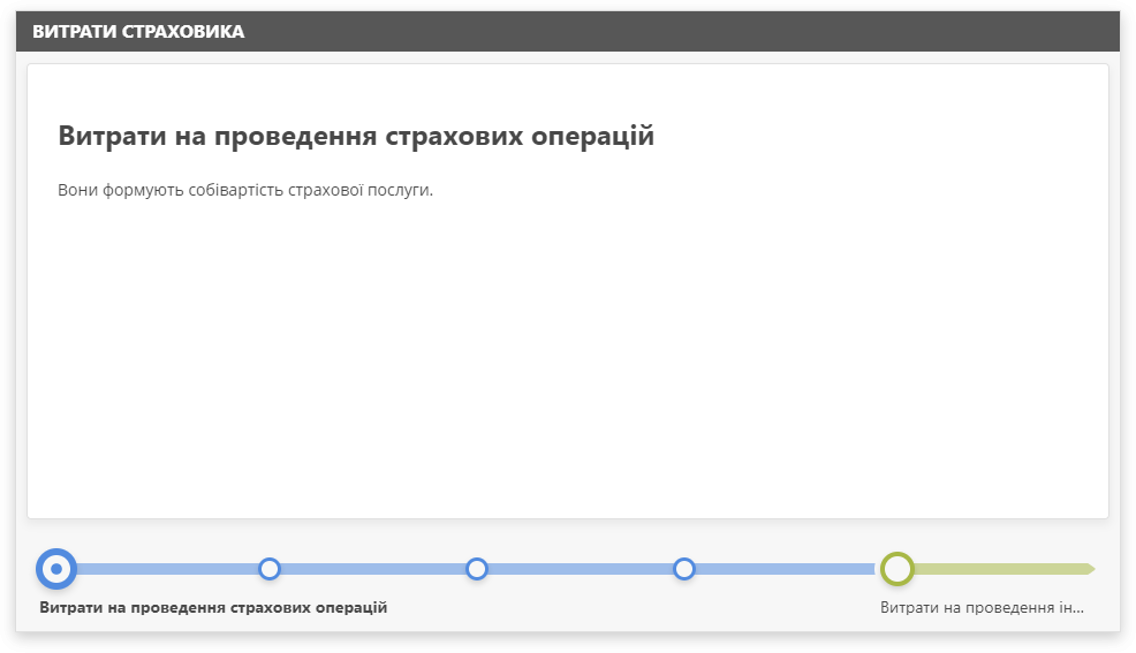 ВИТРАТИ СТРАХОВИКА
Витрати на проведення страхових операцій
Вони формують собівартість страхової послуги.
Витрати на проведення страхових операцій
Витрати на проведення ін...